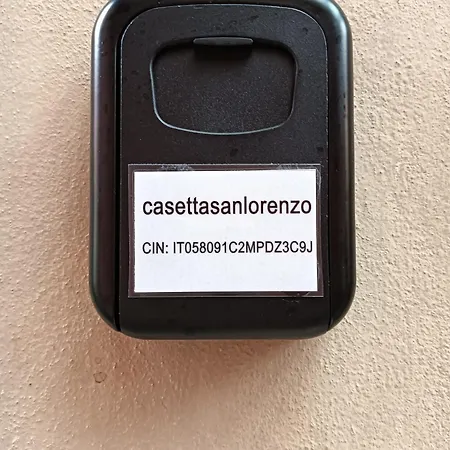 casettasanlorenzo
CIN: IT058091C2MPDZ3C9J